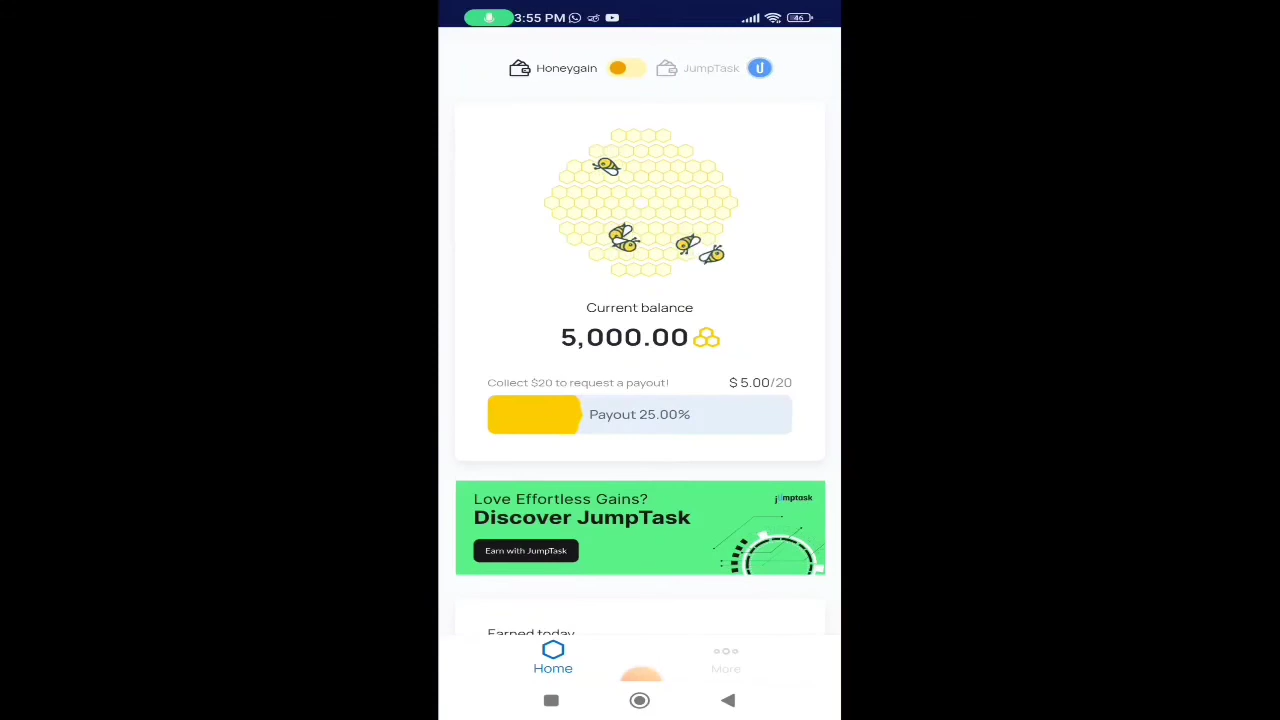 3:55 PM 46
Honeygain JumpTask
Current balance
5,000.00
Collect $20 to request a payout! $ 5.00/20
Payout 25.00%
Love Effortless Gains? jumptask
Discover JumpTask
Earn with JumpTask
Earned today
Home More